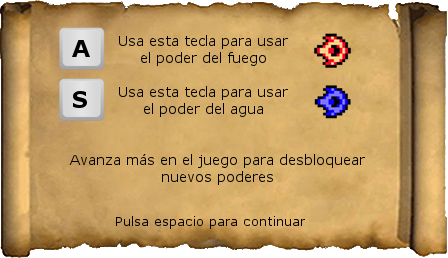 A
Usa esta tecla para usar
el poder del fuego
S
Usa esta tecla para usar
el poder del agua
Avanza más en el juego para desbloquear
nuevos poderes
Pulsa espacio para continuar